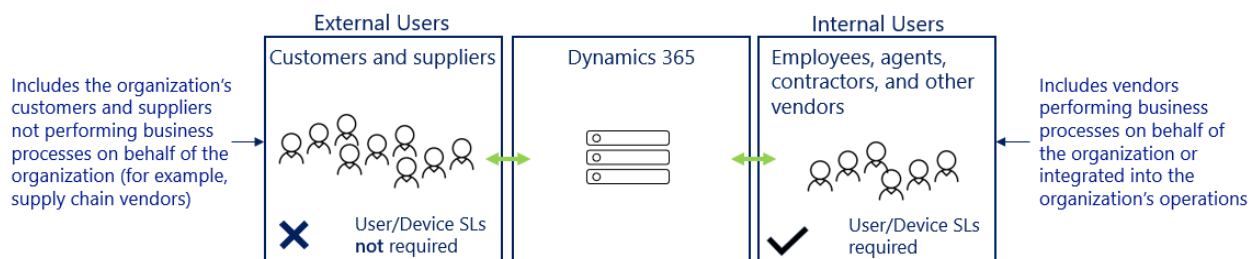 External Users
Internal Users
Customers and suppliers
Dynamics 365
Employees, agents,
contractors, and other
vendors
Includes the organization's
customers and suppliers
not performing business
processes on behalf of the
organization (for example,
supply chain vendors)
Includes vendors
performing business
processes on behalf of
the organization or
integrated into the
organization's operations
User/Device SLs
not required
User/Device SLs
required